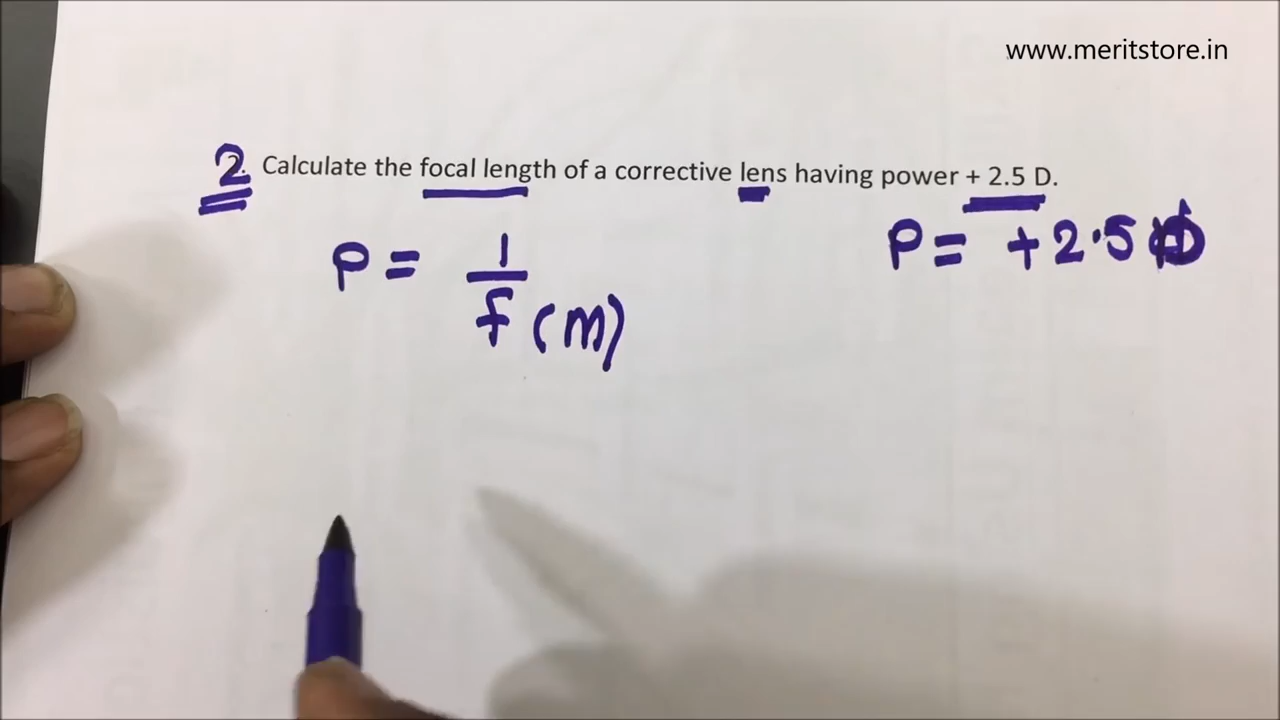 www.meritstore.in
2. Calculate the focal length of a corrective lens having power + 2.5 D.
P = 1/f (m)
P = +2.5 D